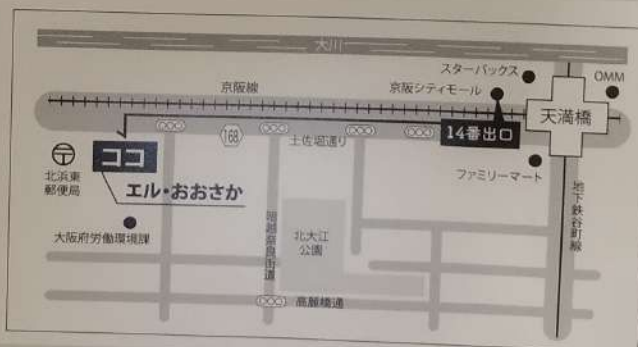 大川
スターバックス
OMM
京阪線
京阪シティモール
天満橋
14番出口
168
土佐堀通り
ココ
北浜東
郵便局
エル・おおさか
ファミリーマート
地下鉄谷町線
大阪府労働環境課
北大江
公園
高麗橋通